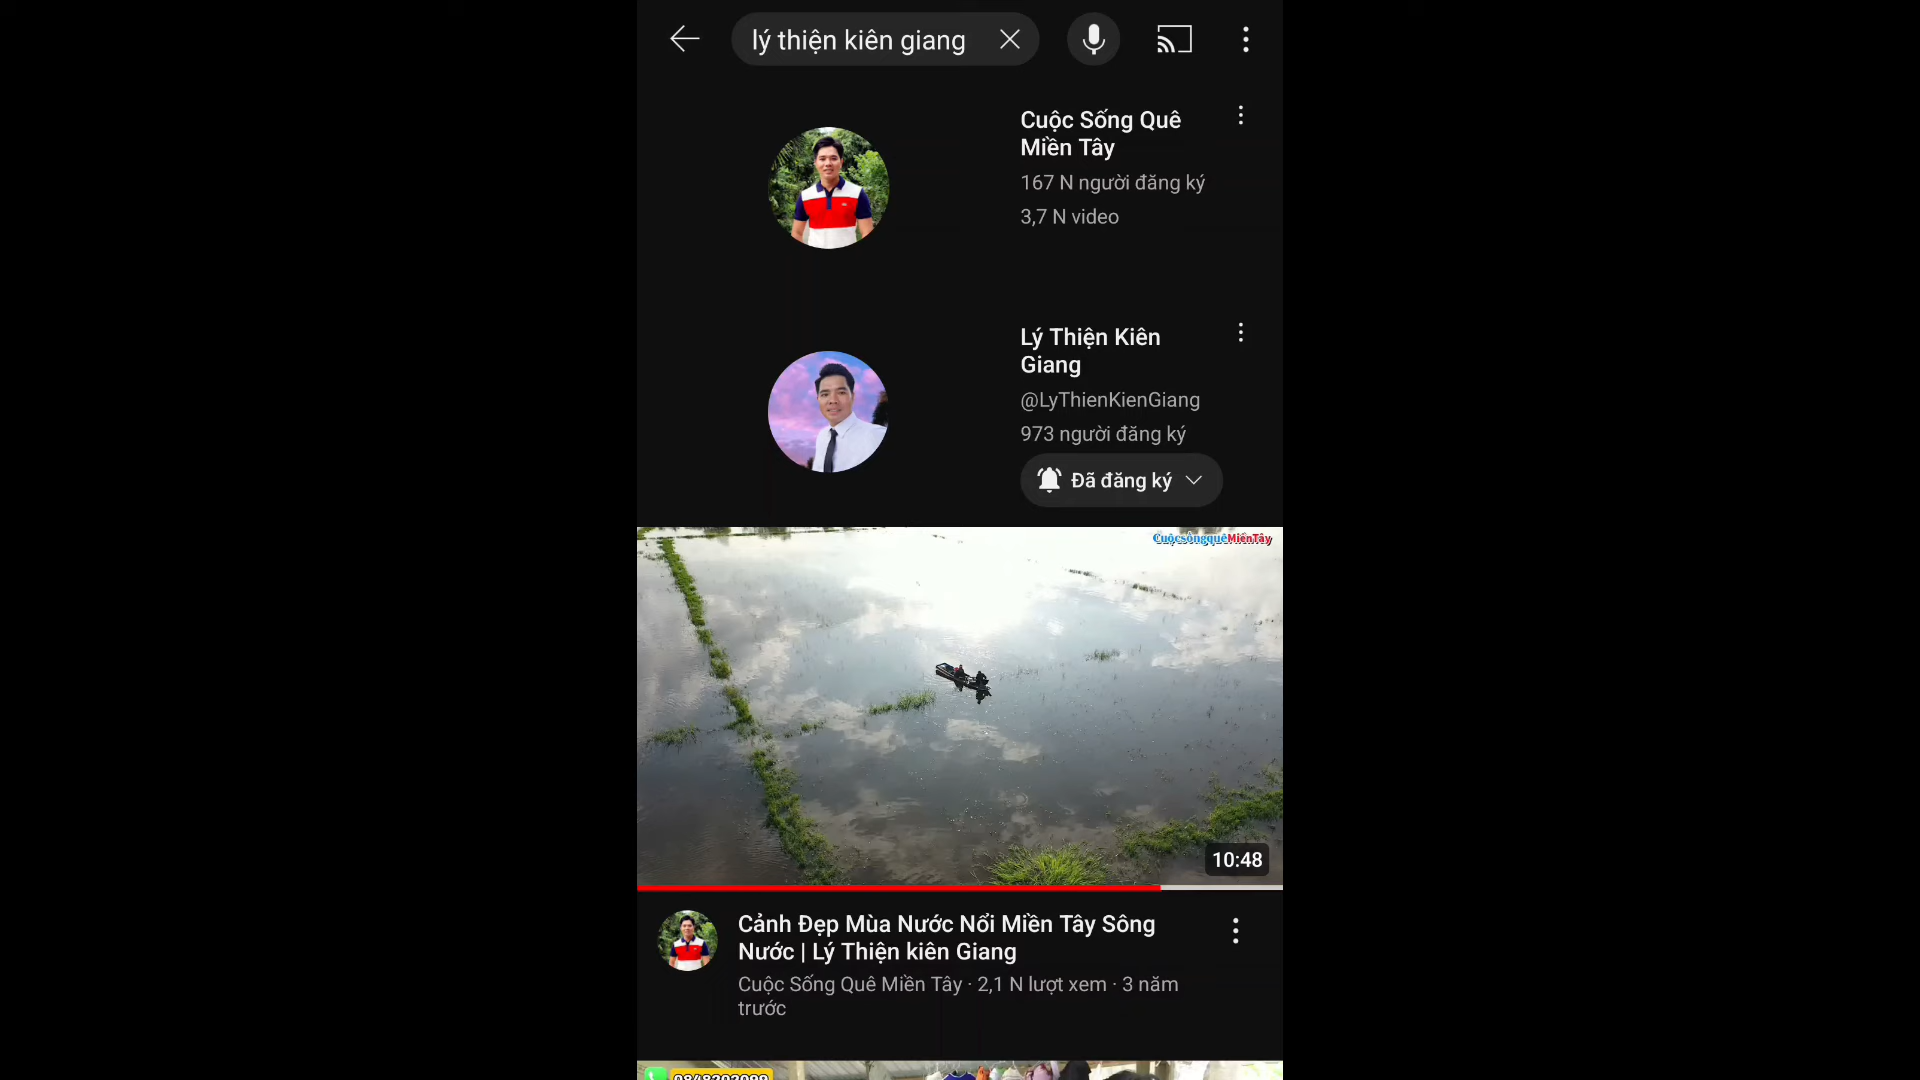 lý thiện kiên giang
Cuộc Sống Quê
Miền Tây
167 N người đăng ký
3,7 N video
Lý Thiện Kiên
Giang
@LyThienKienGiang
973 người đăng ký
Đã đăng ký
CuộcsốngquêMiềnTây
10:48
Cảnh Đẹp Mùa Nước Nổi Miền Tây Sông
Nước | Lý Thiện kiên Giang
Cuộc Sống Quê Miền Tây · 2,1 N lượt xem · 3 năm
trước